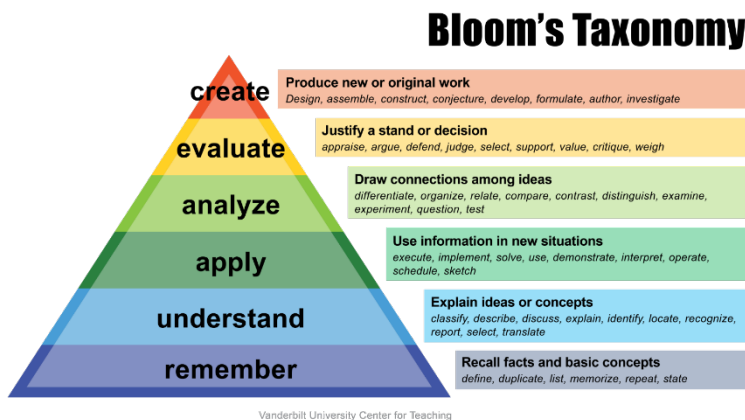 Bloom's Taxonomy
create
Produce new or original work
Design, assemble, construct, conjecture, develop, formulate, author, investigate
evaluate
Justify a stand or decision
appraise, argue, defend, judge, select, support, value, critique, weigh
analyze
Draw connections among ideas
differentiate, organize, relate, compare, contrast, distinguish, examine,
experiment, question, test
apply
Use information in new situations
execute, implement, solve, use, demonstrate, interpret, operate,
schedule, sketch
understand
Explain ideas or concepts
classify, describe, discuss, explain, identify, locate, recognize,
report, select, translate
remember
Recall facts and basic concepts
define, duplicate, list, memorize, repeat, state
Vanderbilt University Center for Teaching